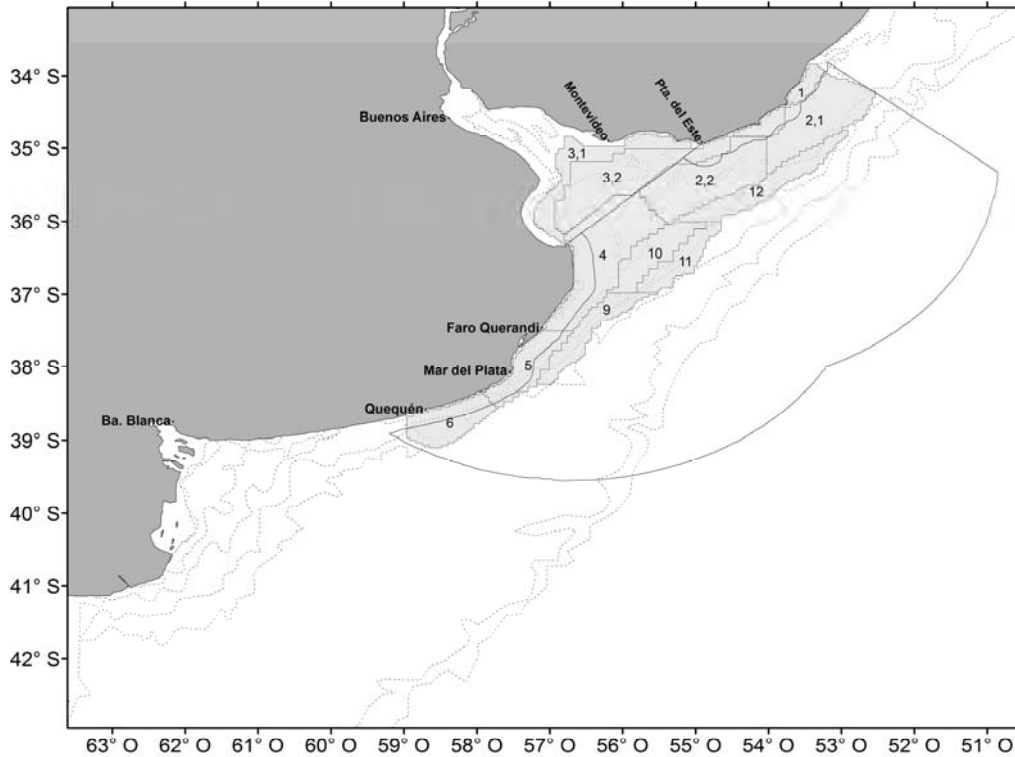 34° S
35° S
36° S
37° S
38° S
39° S
40° S
41° S
42° S
Buenos Aires
Montevideo
Pta. del Este
Faro Querandi
Mar del Plata
Quequén
Ba. Blanca
1
2,1
3,1
3,2
2,2
12
4
10
11
9
5
6
63° O
62° O
61° O
60° O
59° O
58° O
57° O
56° O
55° O
54° O
53° O
52° O
51° O